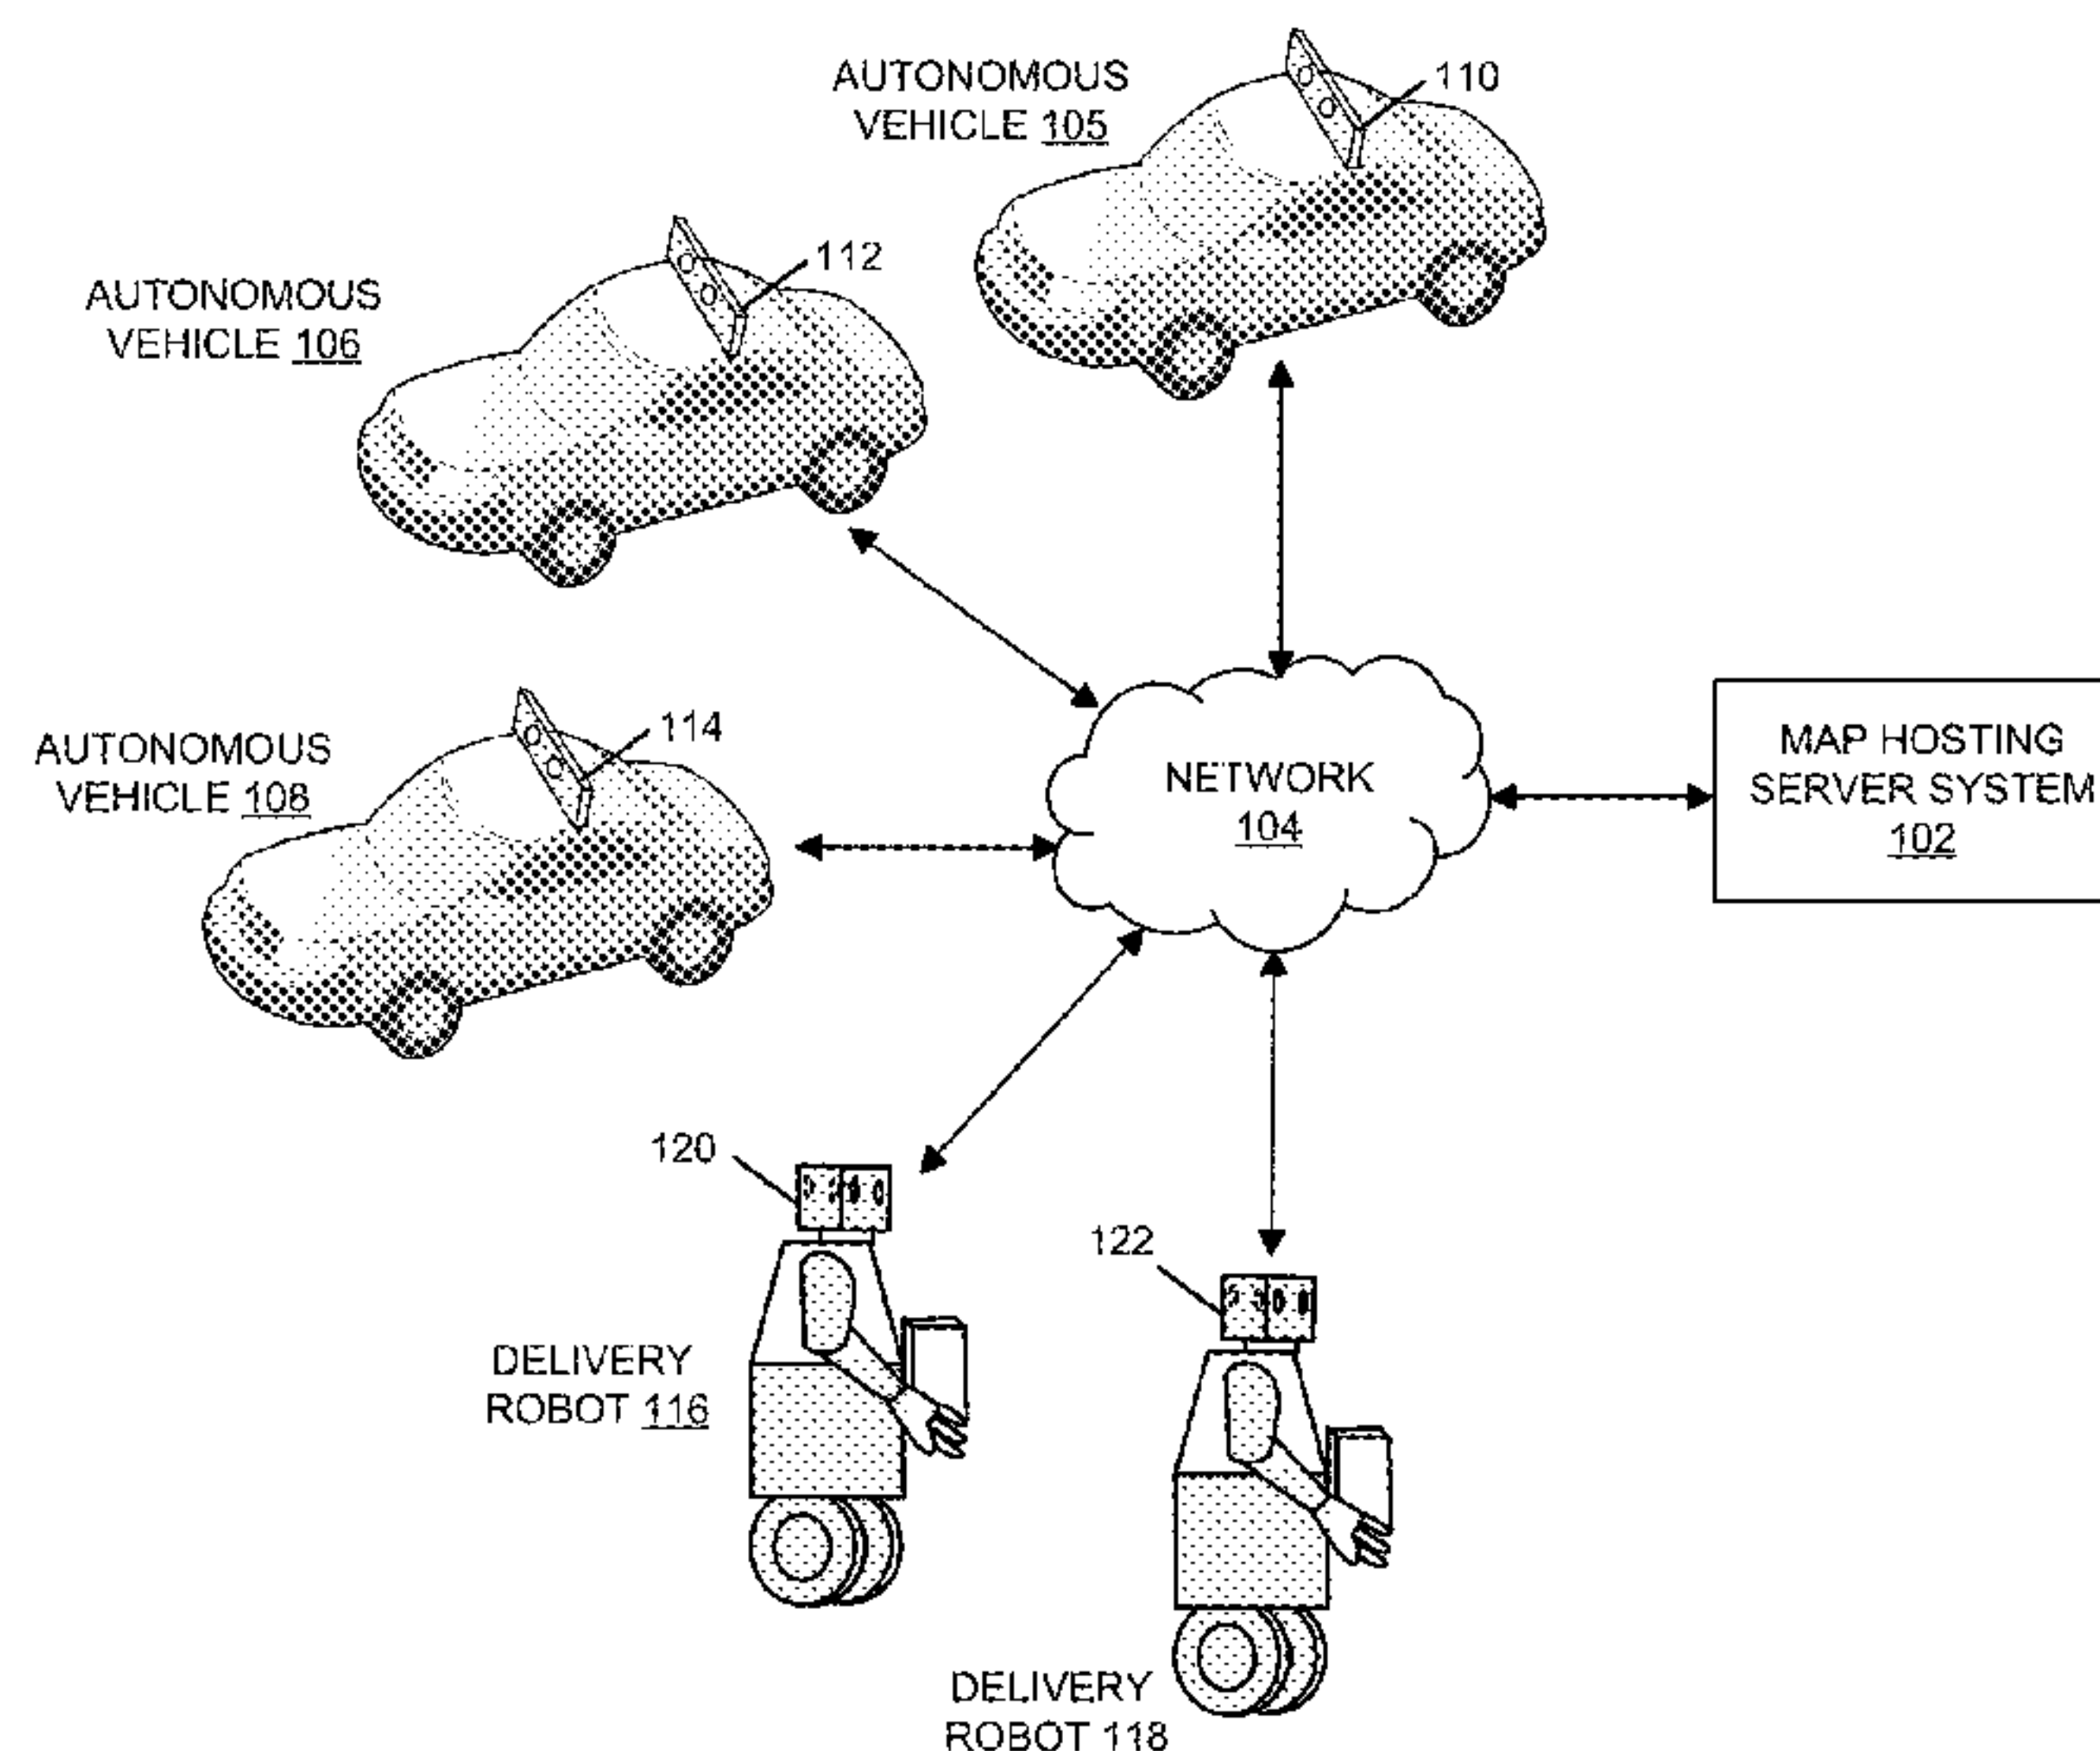 AUTONOMOUS
VEHICLE 105
110
AUTONOMOUS
VEHICLE 106
112
AUTONOMOUS
VEHICLE 108
114
NETWORK
104
MAP HOSTING
SERVER SYSTEM
102
120
DELIVERY
ROBOT 116
122
DELIVERY
ROBOT 118